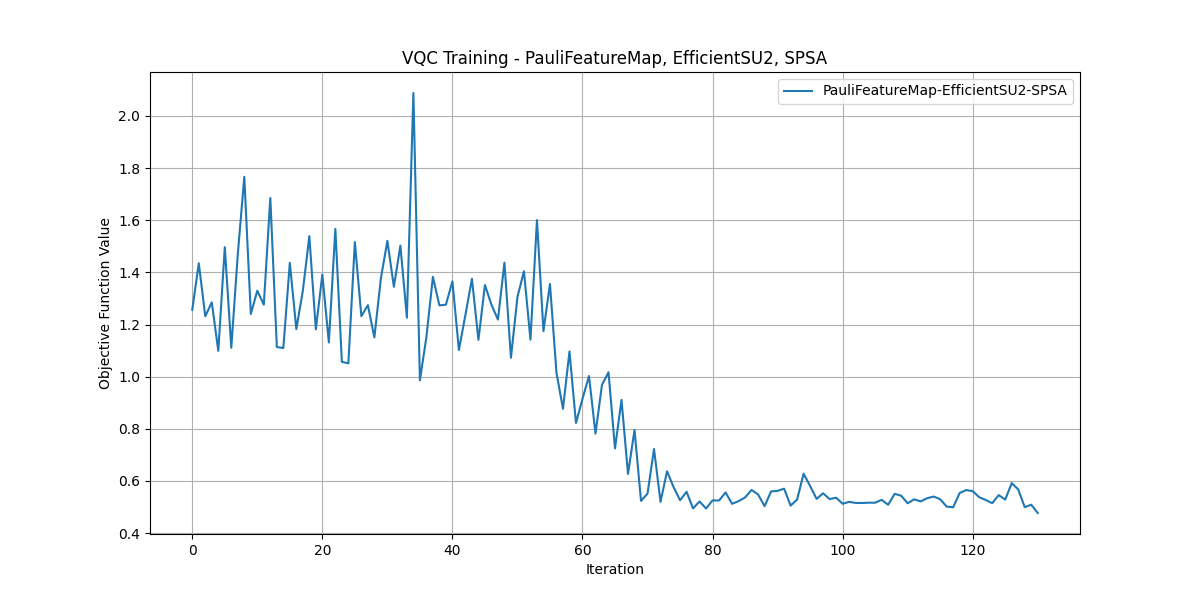 VQC Training - PauliFeatureMap, EfficientSU2, SPSA
PauliFeatureMap-EfficientSU2-SPSA
Objective Function Value
2.0
1.8
1.6
1.4
1.2
1.0
0.8
0.6
0.4
0 20 40 60 80 100 120
Iteration